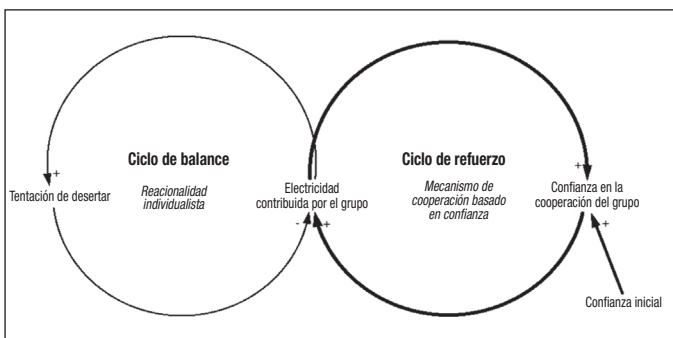 Ciclo de balance
Reacionalidad
individualista
Ciclo de refuerzo
Mecanismo de
cooperación basado
en confianza
+
Tentación de desertar
Electricidad
contribuida por el grupo
- +
+
Confianza en la
cooperación del grupo
+
Confianza inicial